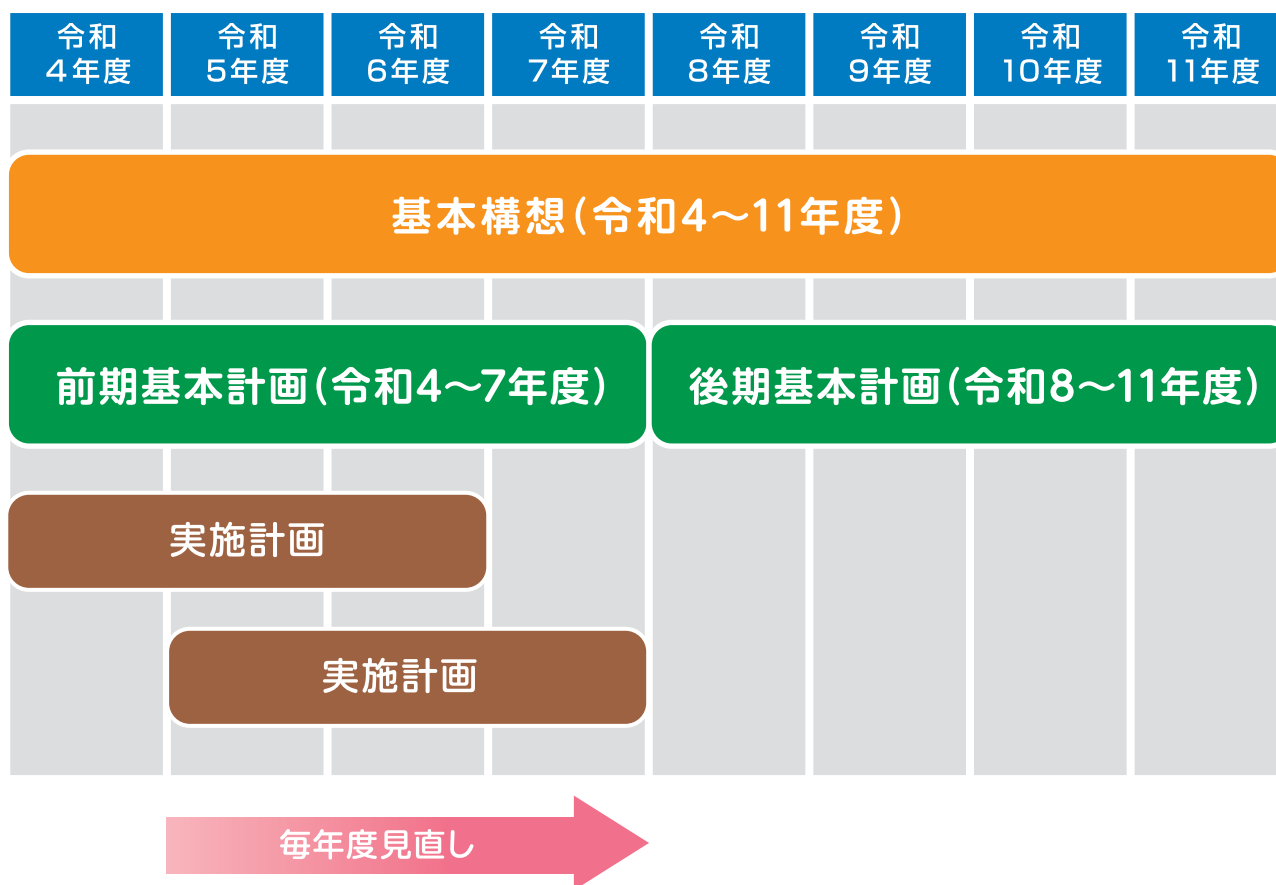 令和
4年度
令和
5年度
令和
6年度
令和
7年度
令和
8年度
令和
9年度
令和
10年度
令和
11年度
基本構想(令和4～11年度)
前期基本計画(令和4～7年度)
後期基本計画(令和8～11年度)
実施計画
実施計画
毎年度見直し